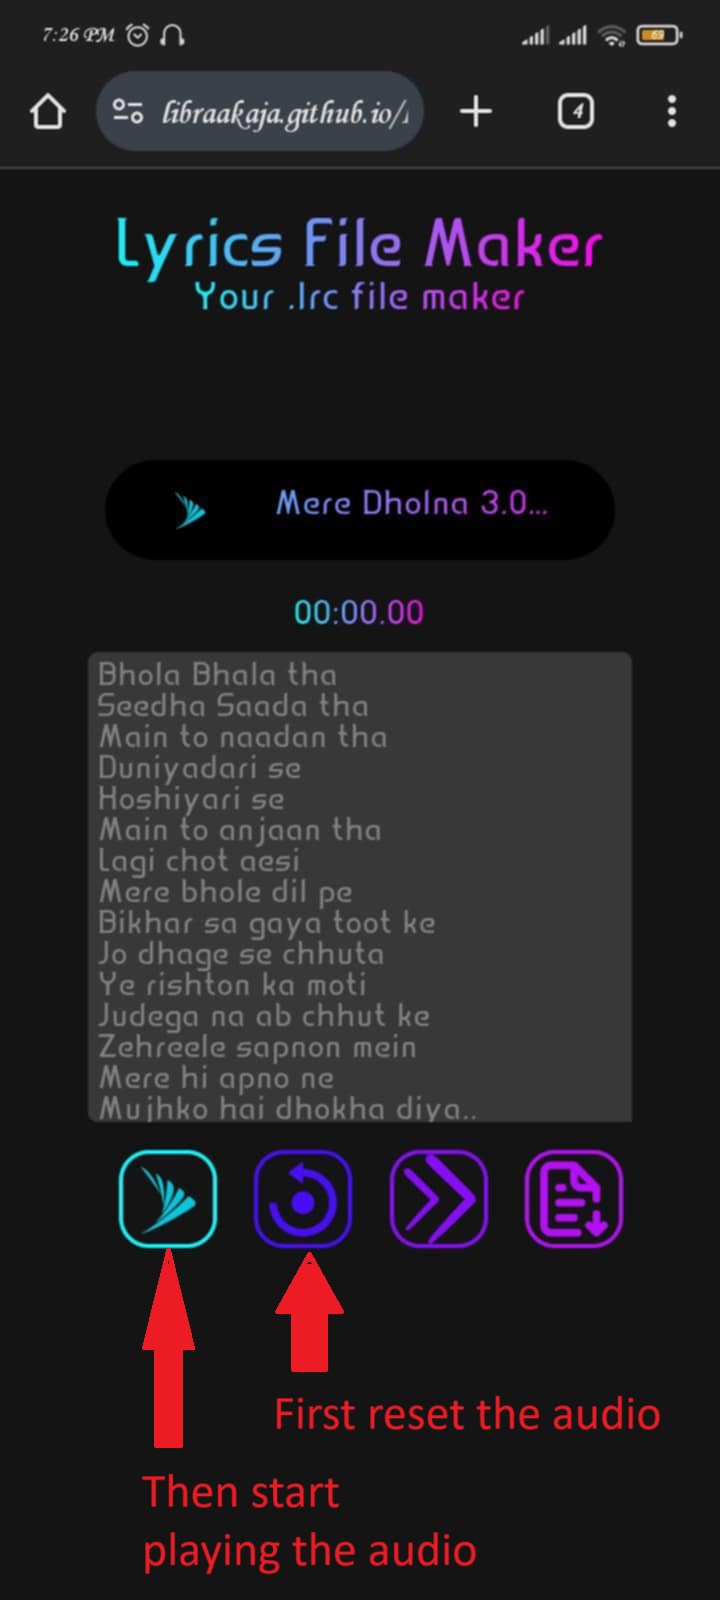 7:26 PM
69
libraakaja.github.io/
4
Lyrics File Maker
Your .lrc file maker
Mere Dholna 3.0...
00:00.00
Bhola Bhala tha
Seedha Saada tha
Main to naadan tha
Duniyadari se
Hoshiyari se
Main to anjaan tha
Lagi chot aesi
Mere bhole dil pe
Bikhar sa gaya toot ke
Jo dhage se chhuta
Ye rishton ka moti
Judega na ab chhut ke
Zehreele sapnon mein
Mere hi apno ne
Mujhko hai dhokha diya..
First reset the audio
Then start
playing the audio